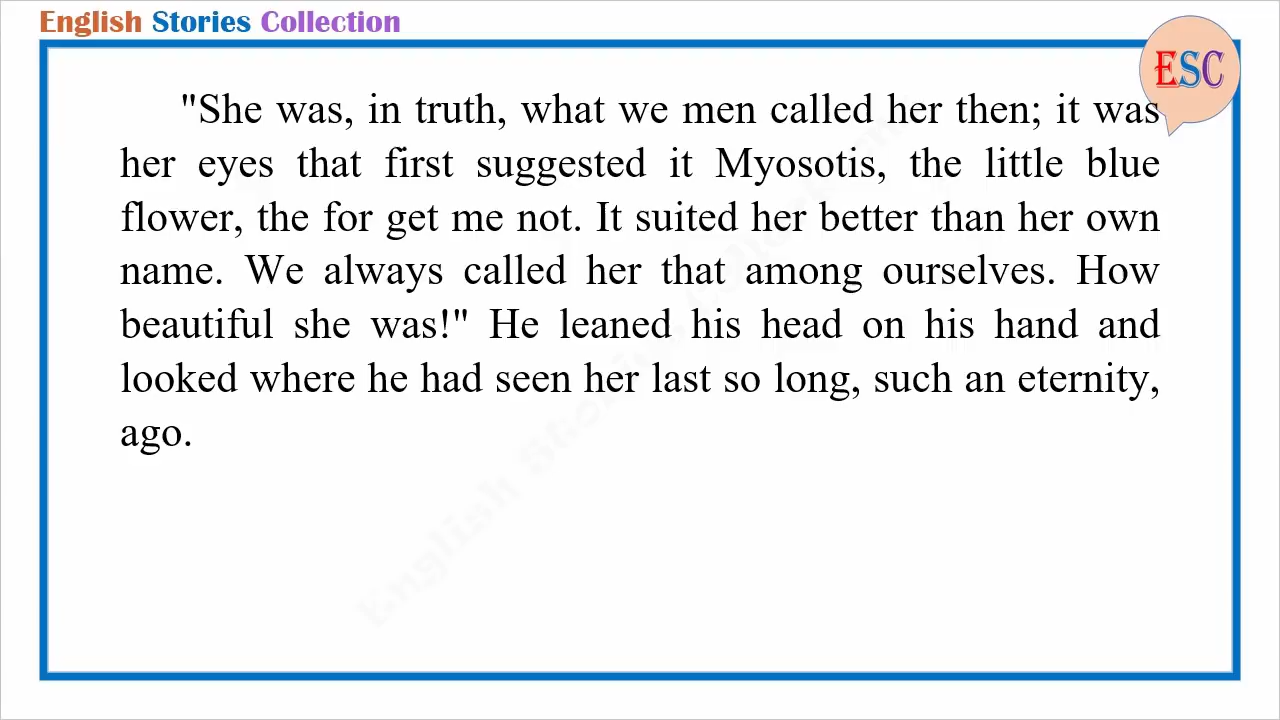 English Stories Collection
ESC
"She was, in truth, what we men called her then; it was
her eyes that first suggested it Myosotis, the little blue
flower, the for get me not. It suited her better than her own
name. We always called her that among ourselves. How
beautiful she was!" He leaned his head on his hand and
looked where he had seen her last so long, such an eternity,
ago.